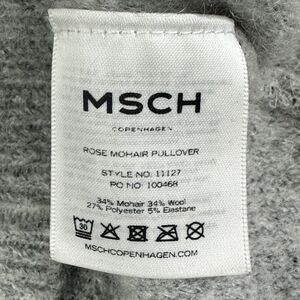 MSCH
COPENHAGEN
ROSE MOHAIR PULLOVER
STYLE NO. 11127
PO NO. 100468
34% Mohair 34% Wool
27% Polyester 5% Elastane
30
MSCHCOPENHAGEN.COM